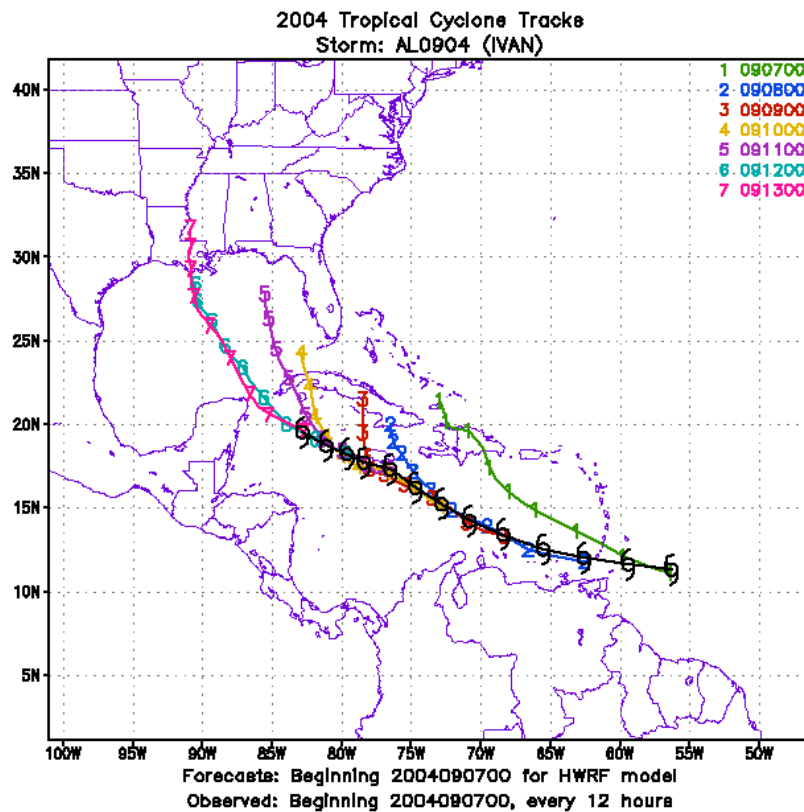 2004 Tropical Cyclone Tracks
Storm: AL0904 (IVAN)
1 090700
2 090800
3 090900
4 091000
5 091100
6 091200
7 091300
40N
35N
30N
25N
20N
15N
10N
5N
100W 95W 90W 85W 80W 75W 70W 65W 60W 55W 50W
Forecasts: Beginning 2004090700 for HWRF model
Observed: Beginning 2004090700, every 12 hours